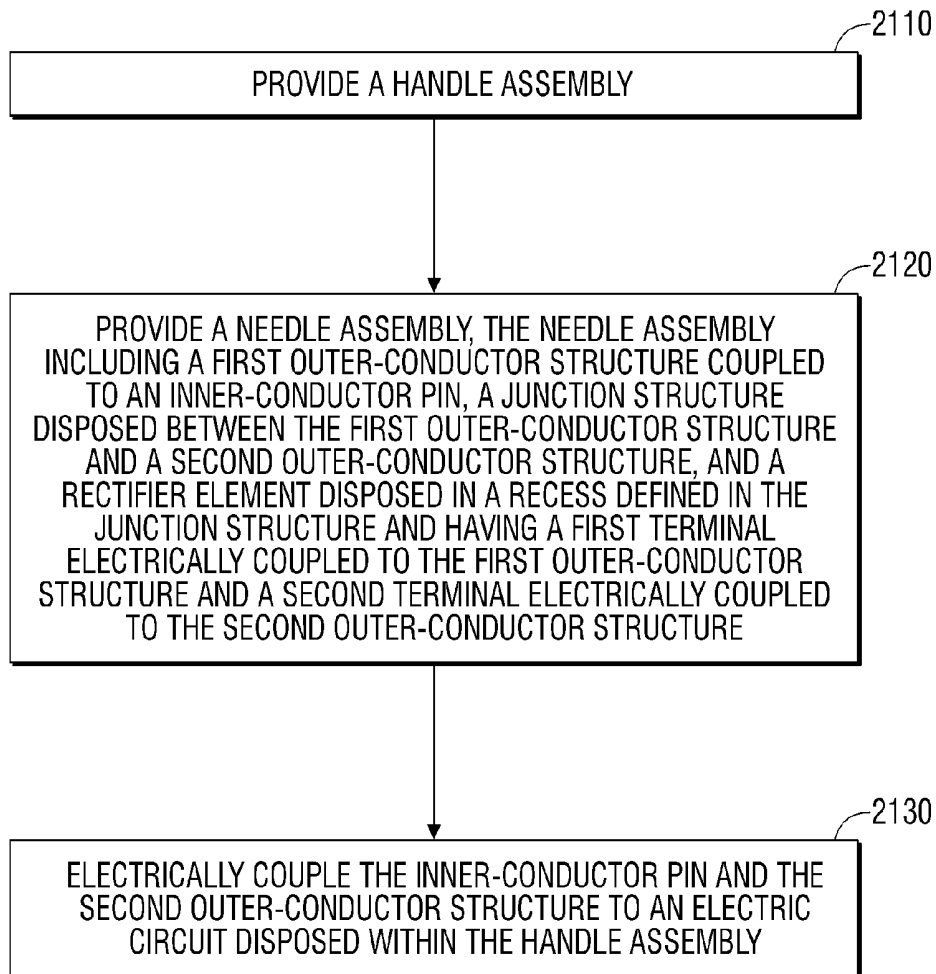 2110
PROVIDE A HANDLE ASSEMBLY
2120
PROVIDE A NEEDLE ASSEMBLY, THE NEEDLE ASSEMBLY
INCLUDING A FIRST OUTER-CONDUCTOR STRUCTURE COUPLED
TO AN INNER-CONDUCTOR PIN, A JUNCTION STRUCTURE
DISPOSED BETWEEN THE FIRST OUTER-CONDUCTOR STRUCTURE
AND A SECOND OUTER-CONDUCTOR STRUCTURE, AND A
RECTIFIER ELEMENT DISPOSED IN A RECESS DEFINED IN THE
JUNCTION STRUCTURE AND HAVING A FIRST TERMINAL
ELECTRICALLY COUPLED TO THE FIRST OUTER-CONDUCTOR
STRUCTURE AND A SECOND TERMINAL ELECTRICALLY COUPLED
TO THE SECOND OUTER-CONDUCTOR STRUCTURE
2130
ELECTRICALLY COUPLE THE INNER-CONDUCTOR PIN AND THE
SECOND OUTER-CONDUCTOR STRUCTURE TO AN ELECTRIC
CIRCUIT DISPOSED WITHIN THE HANDLE ASSEMBLY